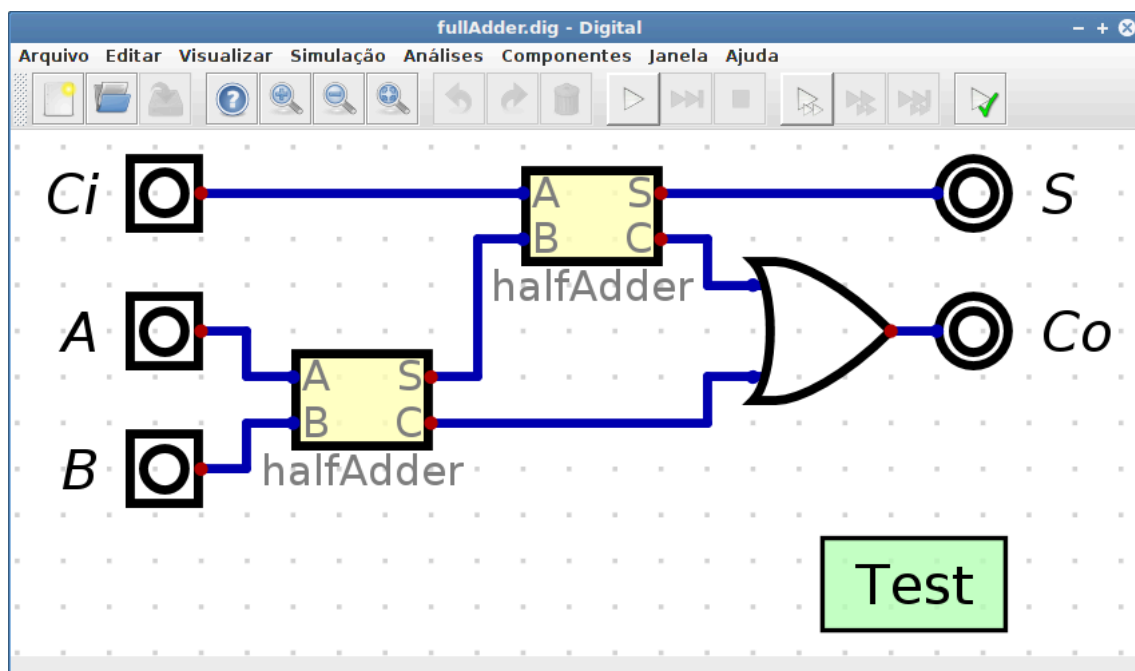 fullAdder.dig - Digital
Arquivo Editar Visualizar Simulação Análises Componentes Janela Ajuda
Ci
A S
B C
halfAdder
S
A
A S
B C
halfAdder
Co
B
Test